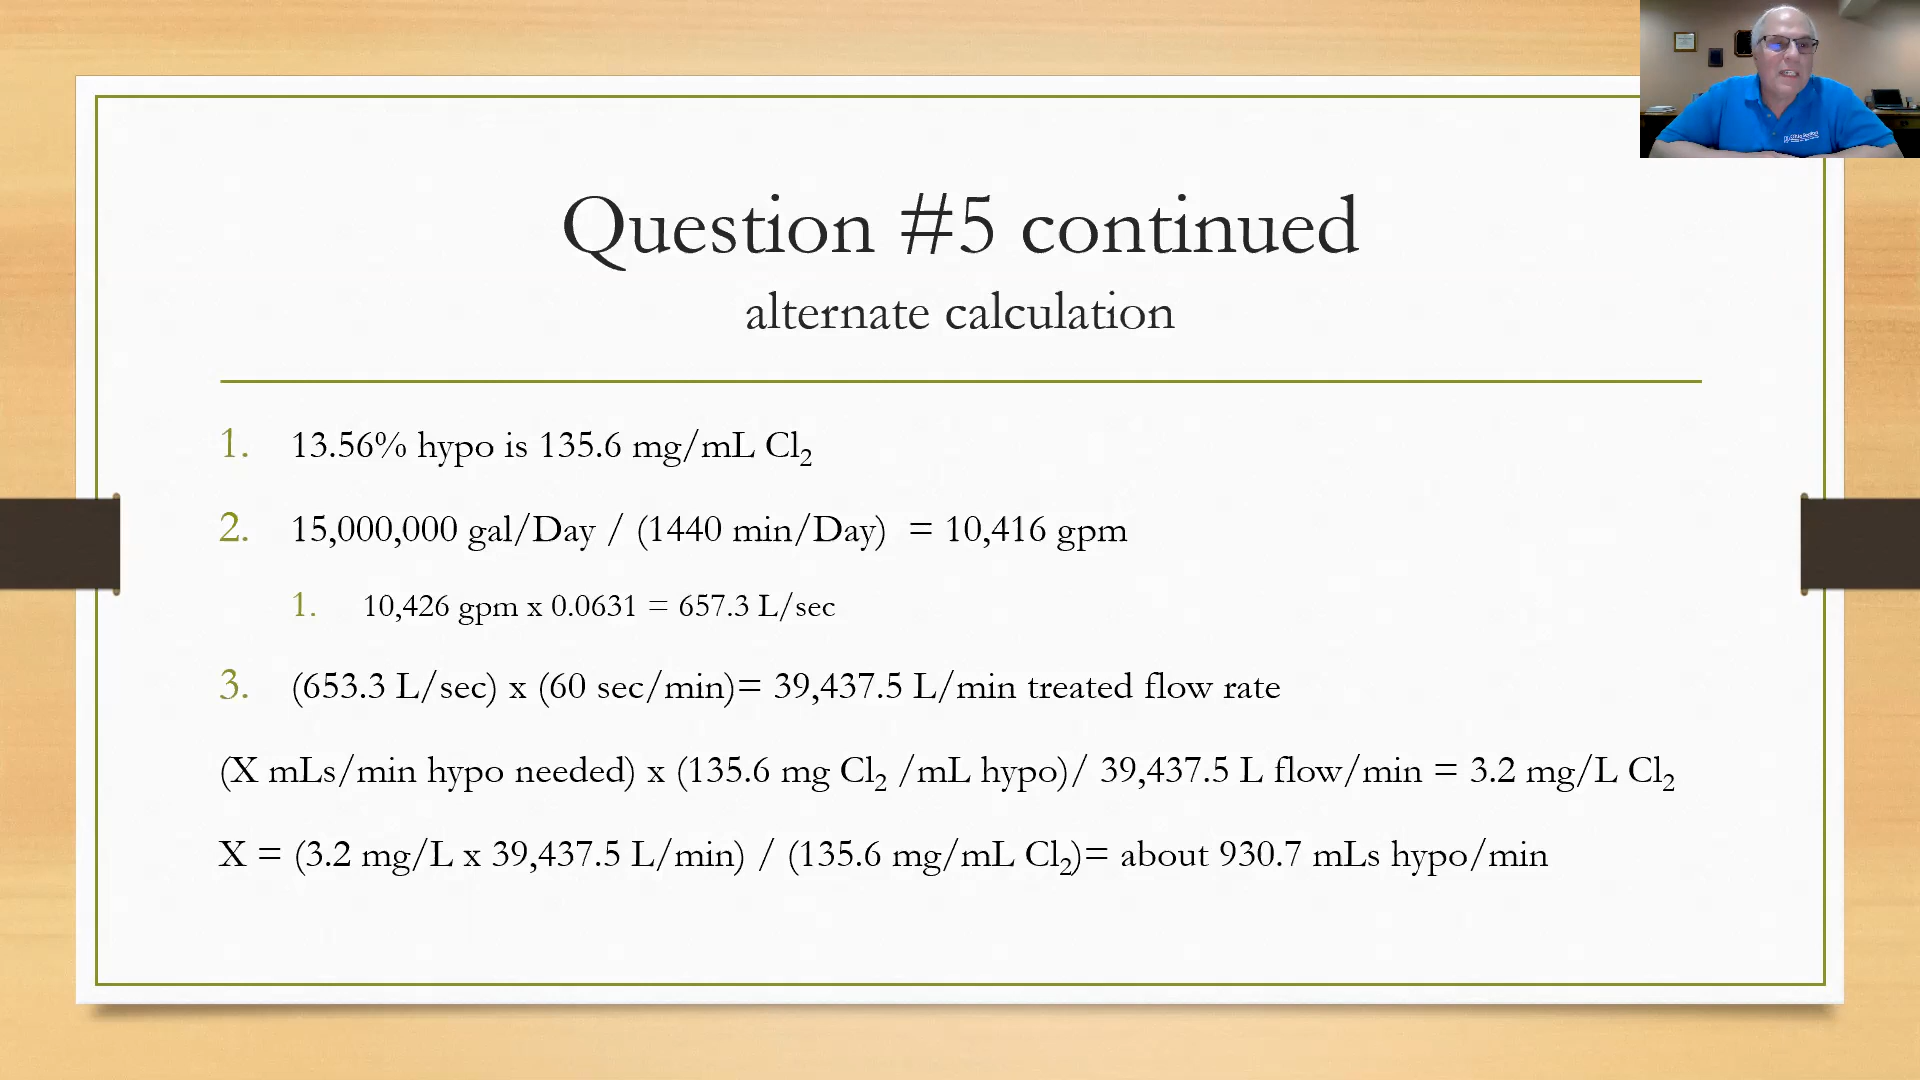 Question #5 continued
alternate calculation
1. 13.56% hypo is 135.6 mg/mL Cl₂
2. 15,000,000 gal/Day / (1440 min/Day) = 10,416 gpm
1. 10,426 gpm x 0.0631 = 657.3 L/sec
3. (653.3 L/sec) x (60 sec/min)= 39,437.5 L/min treated flow rate
(X mLs/min hypo needed) x (135.6 mg Cl₂ /mL hypo)/ 39,437.5 L flow/min = 3.2 mg/L Cl₂
X = (3.2 mg/L x 39,437.5 L/min) / (135.6 mg/mL Cl₂)= about 930.7 mLs hypo/min